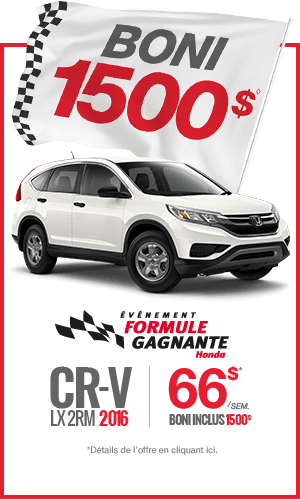 BONI
1500$◊
ÉVÉNEMENT
FORMULE
GAGNANTE
Honda
CR-V
LX 2RM 2016
66$*
/SEM.
BONI INCLUS 1500$
*Détails de l'offre en cliquant ici.